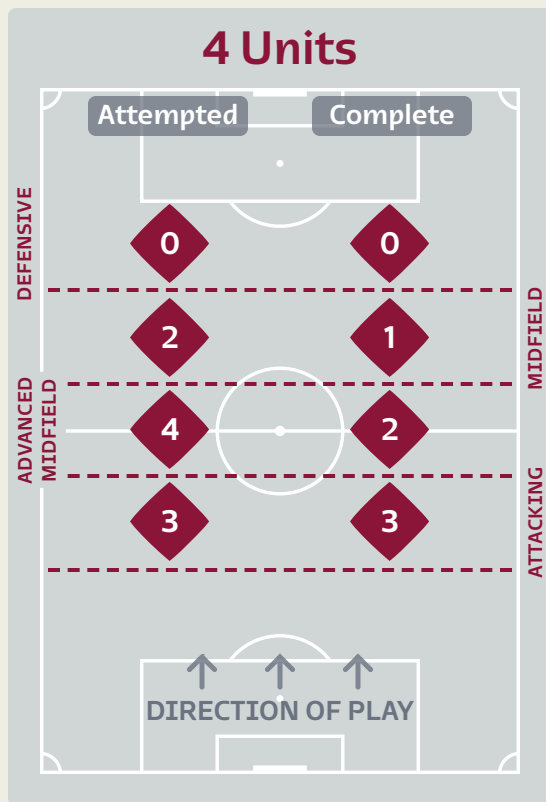 4 Units
Attempted Complete
DEFENSIVE
0 0
MIDFIELD
2 1
ADVANCED
MIDFIELD
4 2
ATTACKING
3 3
DIRECTION OF PLAY